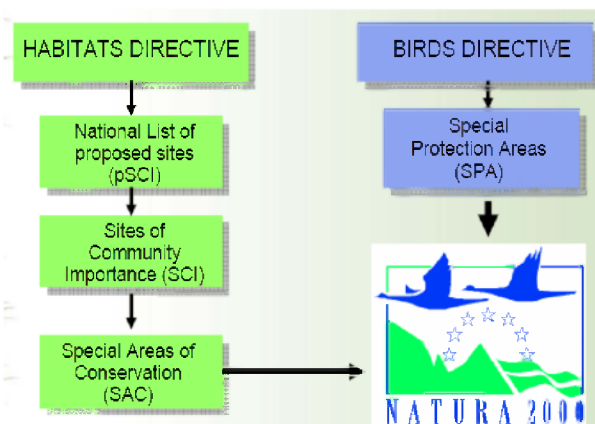 HABITATS DIRECTIVE
National List of
proposed sites
(pSCI)
Sites of
Community
Importance (SCI)
Special Areas of
Conservation
(SAC)
BIRDS DIRECTIVE
Special
Protection Areas
(SPA)
NATURA 2000